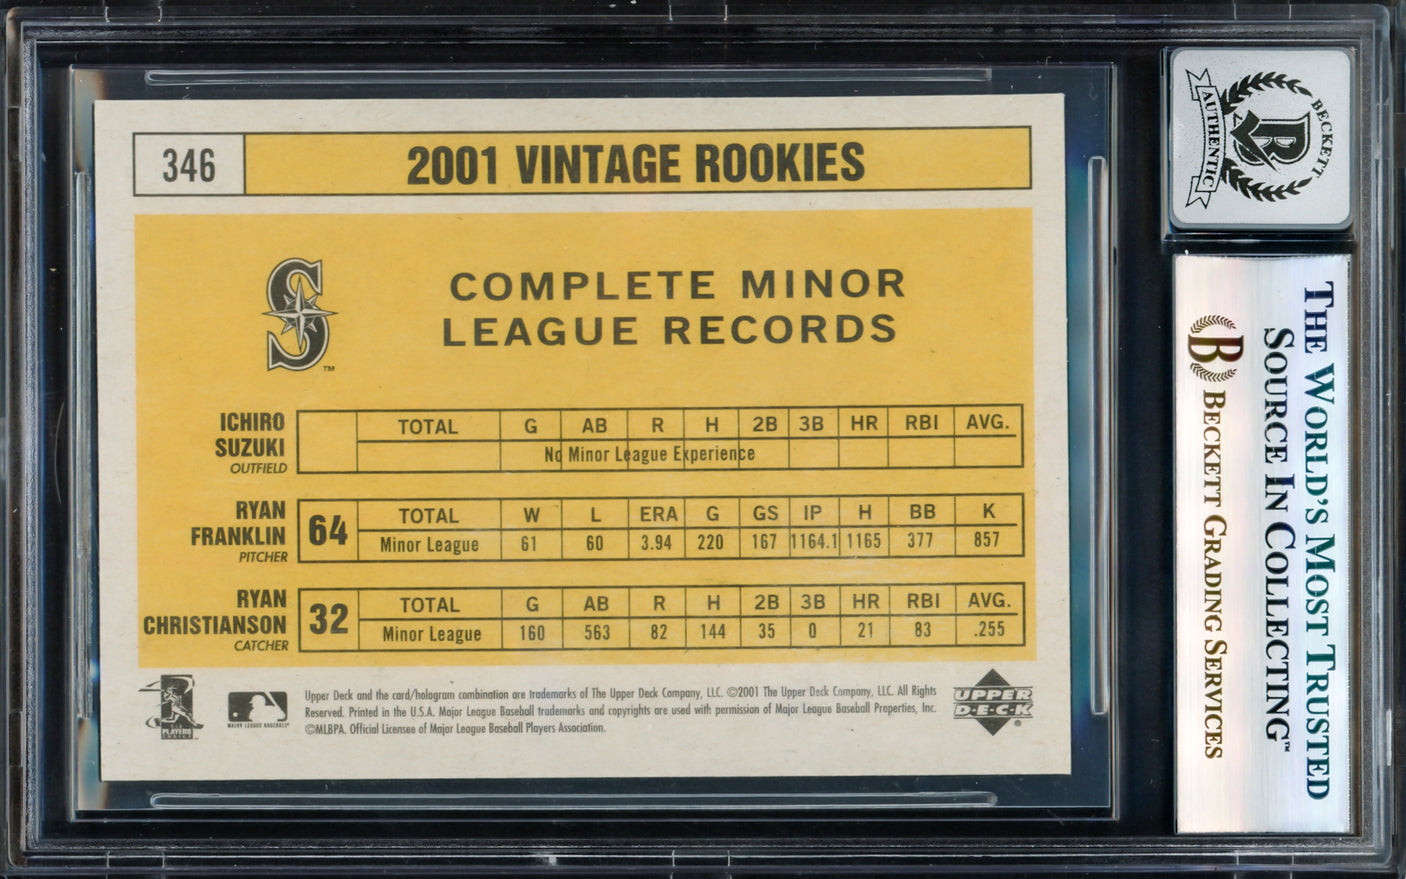 346
2001 VINTAGE ROOKIES
S
™
COMPLETE MINOR
LEAGUE RECORDS
ICHIRO
SUZUKI
OUTFIELD
TOTAL G AB R H 2B 3B HR RBI AVG.
No Minor League Experience
RYAN
FRANKLIN
PITCHER
64
TOTAL W L ERA G GS IP H BB K
Minor League 61 60 3.94 220 167 1164.1 1165 377 857
RYAN
CHRISTIANSON
CATCHER
32
TOTAL G AB R H 2B 3B HR RBI AVG.
Minor League 160 563 82 144 35 0 21 83 .255
PLAYERS
CHOICE
MAJOR LEAGUE BASEBALL
Upper Deck and the card/hologram combination are trademarks of The Upper Deck Company, LLC. ©2001 The Upper Deck Company, LLC. All Rights
Reserved. Printed in the U.S.A. Major League Baseball trademarks and copyrights are used with permission of Major League Baseball Properties, Inc.
©MLBPA. Official Licensee of Major League Baseball Players Association.
UPPER
D·E·C·K
®
BECKETT
B
AUTHENTIC
THE WORLD'S MOST TRUSTED
SOURCE IN COLLECTING™
B BECKETT GRADING SERVICES